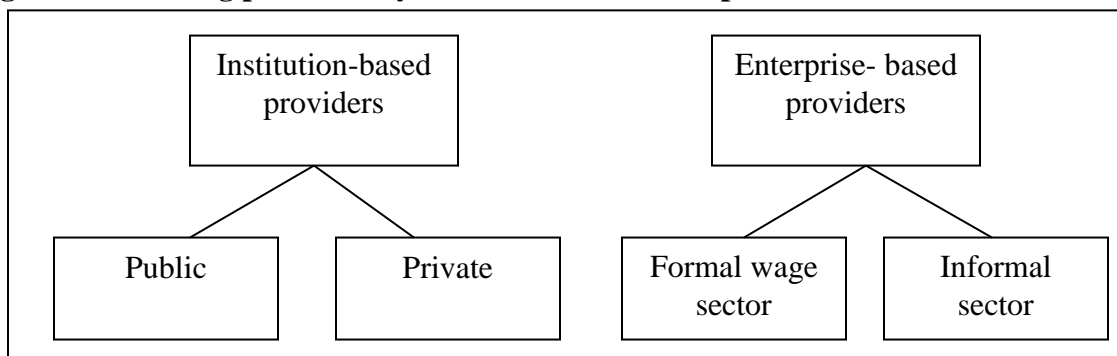 Institution-based
providers
Enterprise- based
providers
Public
Private
Formal wage
sector
Informal
sector